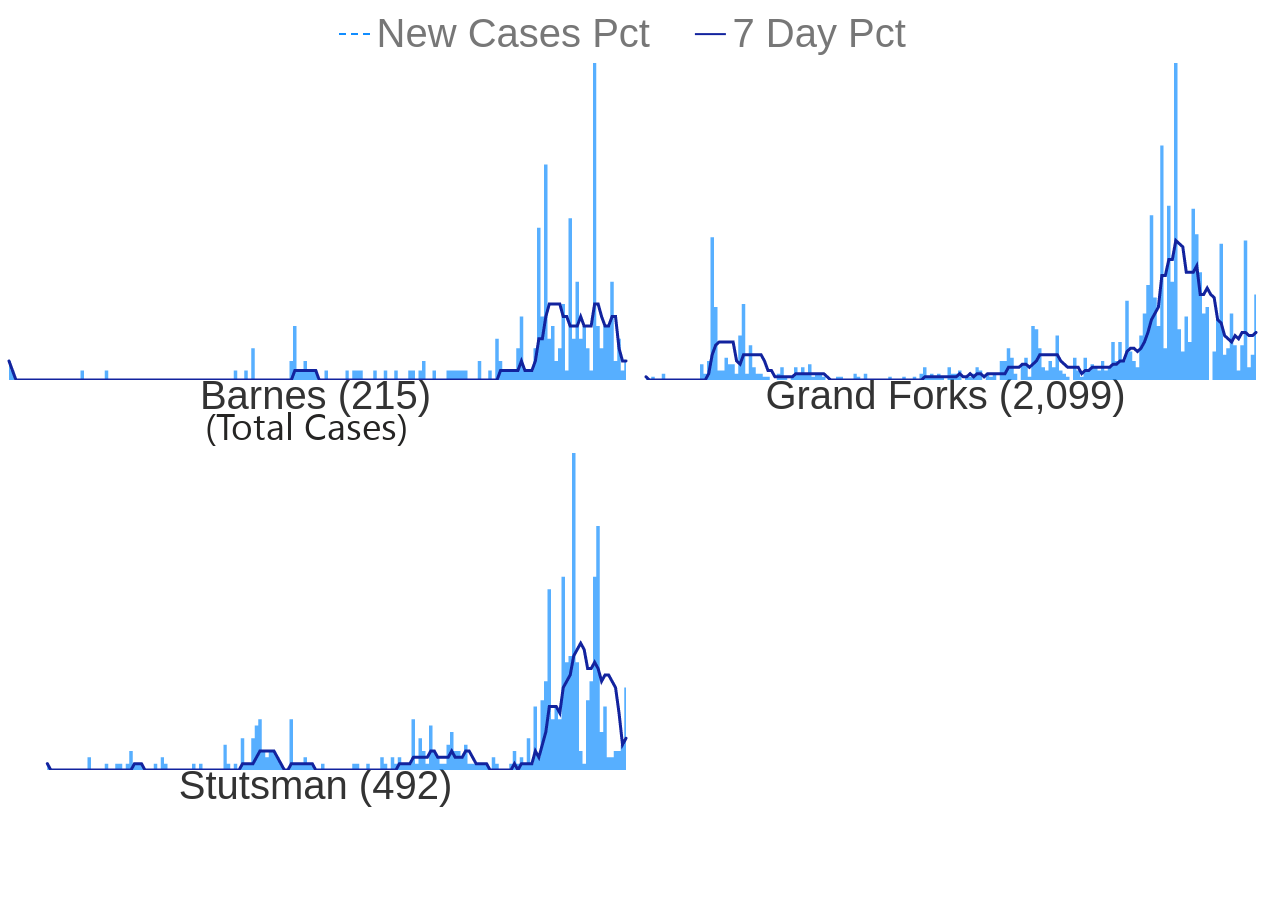 New Cases Pct 7 Day Pct
Barnes (215)
(Total Cases)
Grand Forks (2,099)
Stutsman (492)